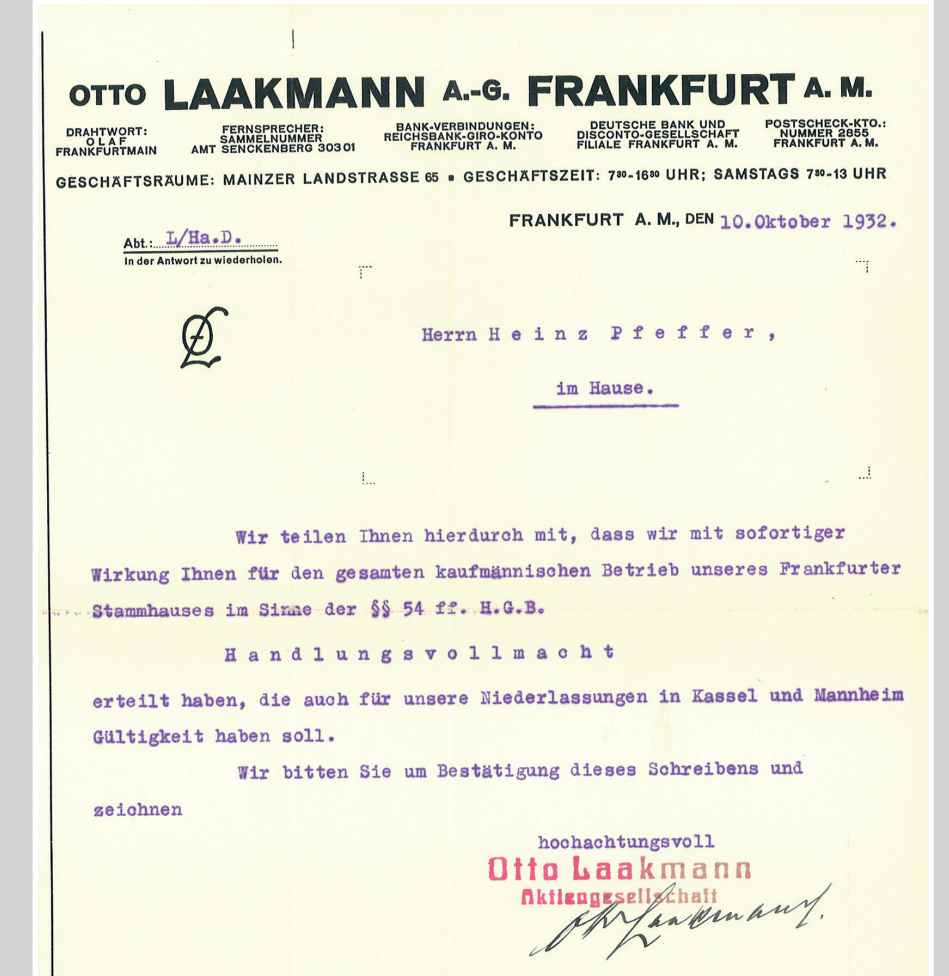 OTTO LAAKMANN A.-G. FRANKFURT A. M.
DRAHTWORT:
OLAF
FRANKFURTMAIN
FERNSPRECHER:
SAMMELNUMMER
AMT SENCKENBERG 30301
BANK-VERBINDUNGEN:
REICHSBANK-GIRO-KONTO
FRANKFURT A. M.
DEUTSCHE BANK UND
DISCONTO-GESELLSCHAFT
FILIALE FRANKFURT A. M.
POSTSCHECK-KTO.:
NUMMER 2855
FRANKFURT A. M.
GESCHÄFTSRÄUME: MAINZER LANDSTRASSE 65 ▪ GESCHÄFTSZEIT: 7³⁰-16³⁰ UHR; SAMSTAGS 7³⁰-13 UHR
FRANKFURT A. M., DEN 10.Oktober 1932.
Abt.: L/Ha.D.
In der Antwort zu wiederholen.
Herrn H e i n z P f e f f e r ,
im Hause.
Wir teilen Ihnen hierdurch mit, dass wir mit sofortiger
Wirkung Ihnen für den gesamten kaufmännischen Betrieb unseres Frankfurter
Stammhauses im Sinne der §§ 54 ff. H.G.B.
H a n d l u n g s v o l l m a c h t
erteilt haben, die auch für unsere Niederlassungen in Kassel und Mannheim
Gültigkeit haben soll.
Wir bitten Sie um Bestätigung dieses Schreibens und
zeichnen
hochachtungsvoll
Otto Laakmann
Aktiengesellschaft
Otto Laakmann.